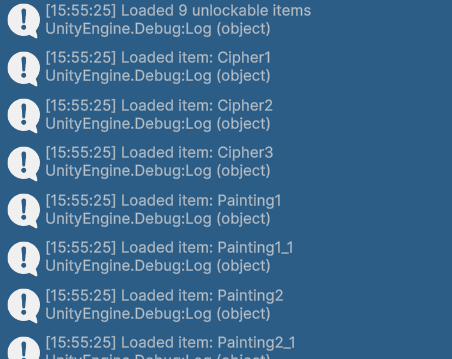 [15:55:25] Loaded 9 unlockable items
UnityEngine.Debug:Log (object)
[15:55:25] Loaded item: Cipher1
UnityEngine.Debug:Log (object)
[15:55:25] Loaded item: Cipher2
UnityEngine.Debug:Log (object)
[15:55:25] Loaded item: Cipher3
UnityEngine.Debug:Log (object)
[15:55:25] Loaded item: Painting1
UnityEngine.Debug:Log (object)
[15:55:25] Loaded item: Painting1_1
UnityEngine.Debug:Log (object)
[15:55:25] Loaded item: Painting2
UnityEngine.Debug:Log (object)
[15:55:25] Loaded item: Painting2_1
UnityEngine.Debug:Log (object)